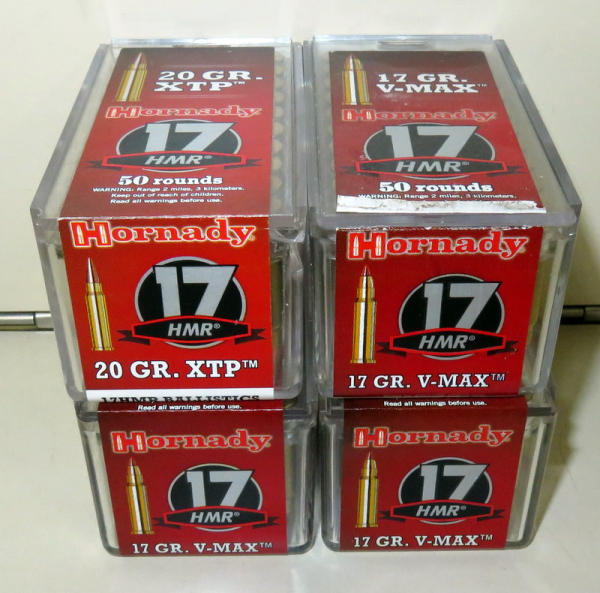 20 GR.
XTP™
Hornady
17
HMR®
50 rounds
WARNING: Range 2 miles, 3 kilometers.
Keep out of reach of children.
Read all warnings before use.
Hornady
17
HMR®
20 GR. XTP™
17 GR.
V-MAX™
Hornady
17
HMR®
50 rounds
WARNING: Range 2 miles, 3 kilometers.
Hornady
17
HMR®
17 GR. V-MAX™
17 HMR BALLISTICS
Read all warnings before use.
Hornady
17
HMR®
17 GR. V-MAX™
Read all warnings before use.
Hornady
17
HMR®
17 GR. V-MAX™